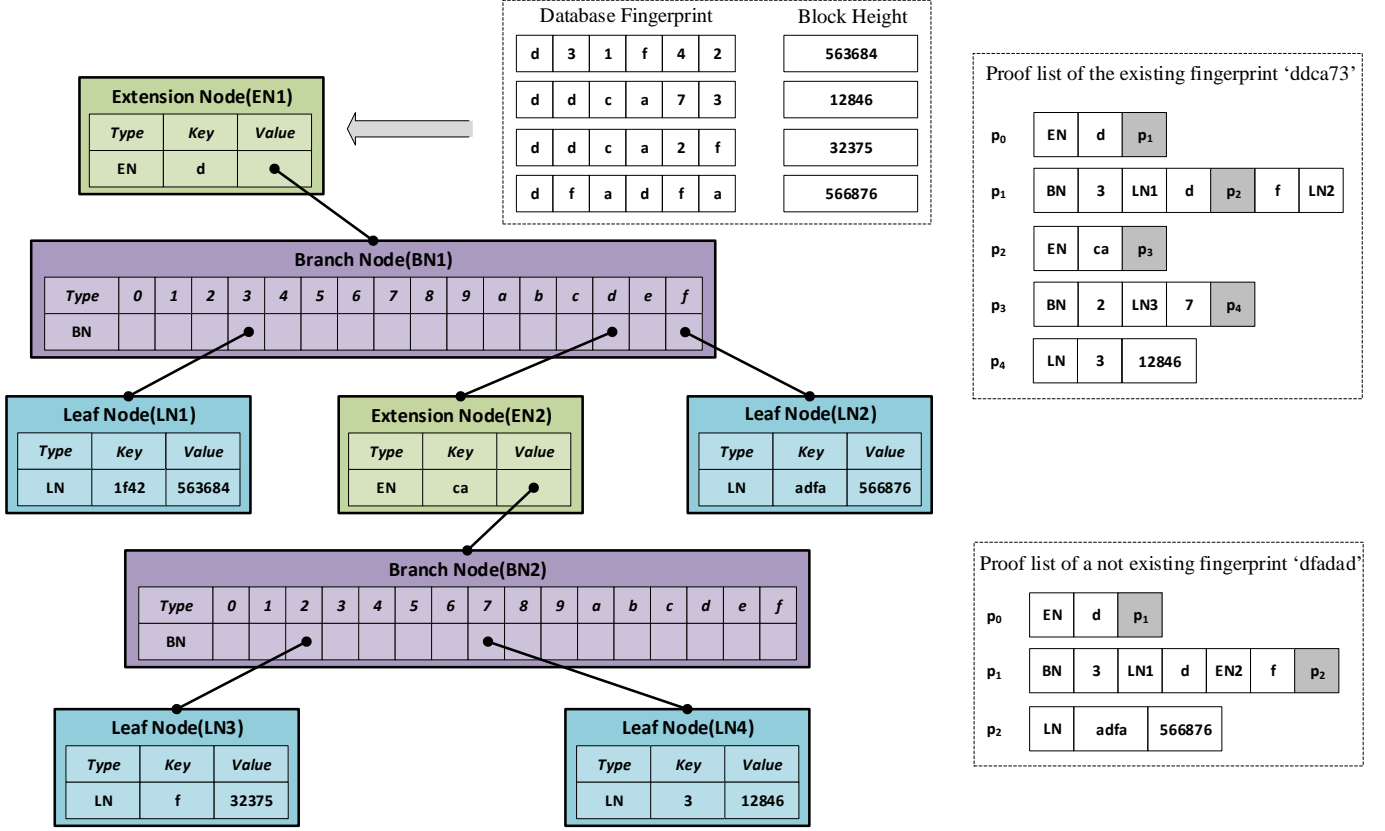 Database Fingerprint Block Height
d 3 1 f 4 2 563684
d d c a 7 3 12846
d d c a 2 f 32375
d f a d f a 566876
Extension Node(EN1)
Type Key Value
EN d
Branch Node(BN1)
Type 0 1 2 3 4 5 6 7 8 9 a b c d e f
BN
Leaf Node(LN1)
Type Key Value
LN 1f42 563684
Extension Node(EN2)
Type Key Value
EN ca
Leaf Node(LN2)
Type Key Value
LN adfa 566876
Branch Node(BN2)
Type 0 1 2 3 4 5 6 7 8 9 a b c d e f
BN
Leaf Node(LN3)
Type Key Value
LN f 32375
Leaf Node(LN4)
Type Key Value
LN 3 12846
Proof list of the existing fingerprint ‘ddca73’
p₀ EN d p₁
p₁ BN 3 LN1 d p₂ f LN2
p₂ EN ca p₃
p₃ BN 2 LN3 7 p₄
p₄ LN 3 12846
Proof list of a not existing fingerprint ‘dfadad’
p₀ EN d p₁
p₁ BN 3 LN1 d EN2 f p₂
p₂ LN adfa 566876